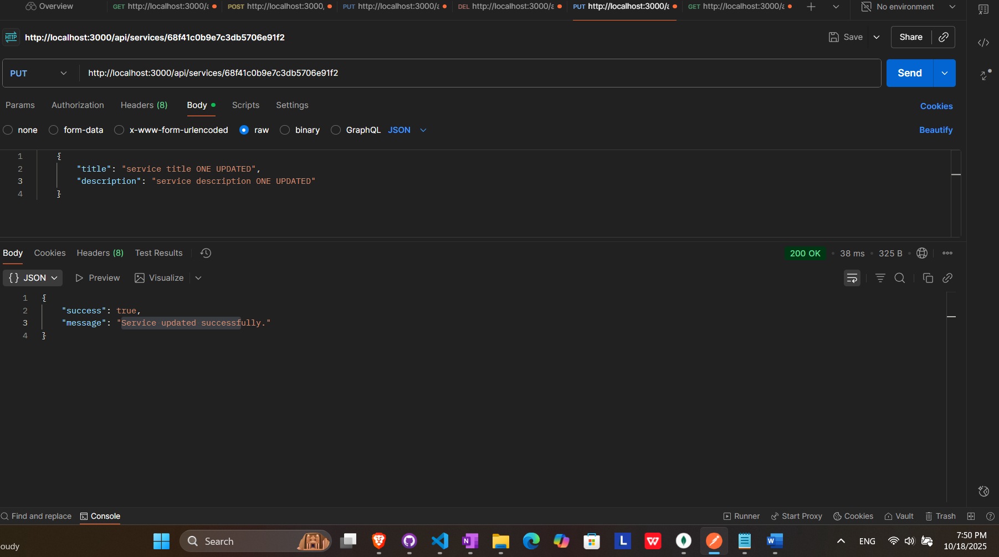 Overview GET http://localhost:3000/a POST http://localhost:3000, PUT http://localhost:3000/a DEL http://localhost:3000/a PUT http://localhost:3000/a GET http://localhost:3000/a No environment
HTTP http://localhost:3000/api/services/68f41c0b9e7c3db5706e91f2 Save Share
PUT http://localhost:3000/api/services/68f41c0b9e7c3db5706e91f2 Send
Params Authorization Headers (8) Body Scripts Settings Cookies
none form-data x-www-form-urlencoded raw binary GraphQL JSON Beautify
1 {
2 "title": "service title ONE UPDATED",
3 "description": "service description ONE UPDATED"
4 }
Body Cookies Headers (8) Test Results 200 OK • 38 ms • 325 B
{} JSON Preview Visualize
1 {
2 "success": true,
3 "message": "Service updated successfully."
4 }
Find and replace Console Runner Start Proxy Cookies Vault Trash
oudy Search N L W W ENG 7:50 PM
10/18/2025